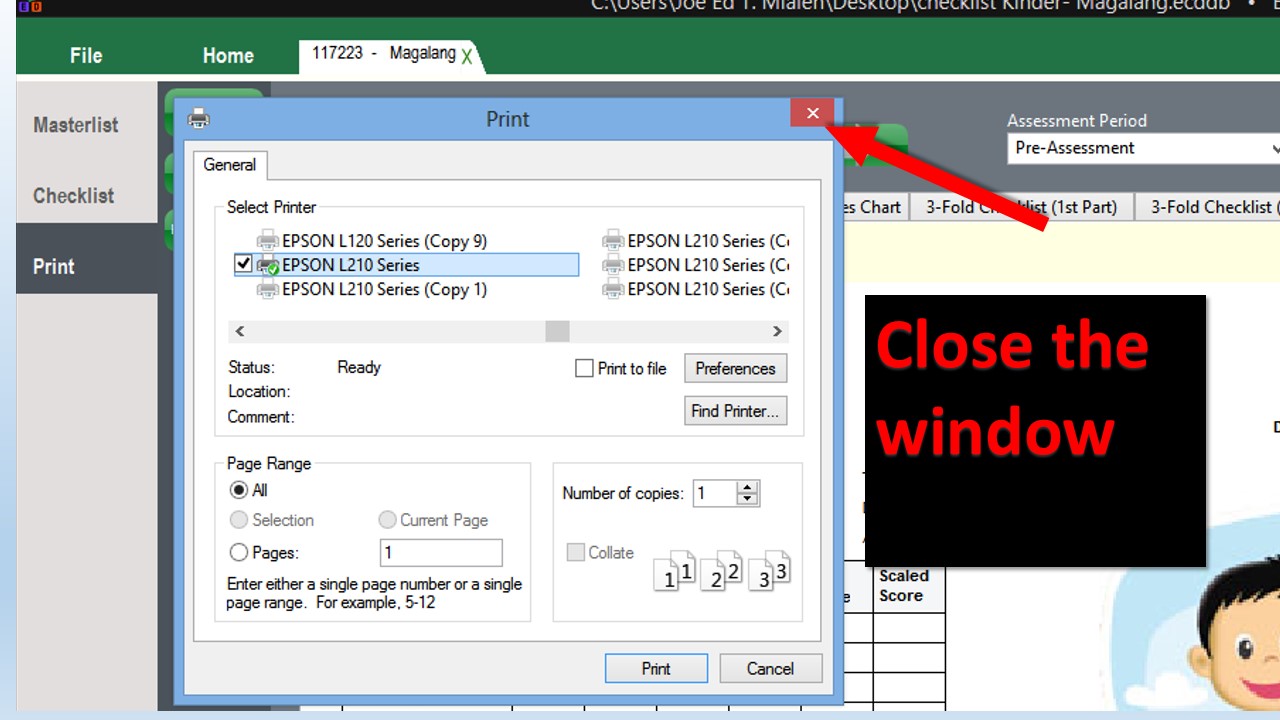 C:\Users\Joe Ed T. Mialen\Desktop\checklist Kinder- Magalang.ecddb •
File
Home
117223 - Magalang X
Masterlist
Checklist
Print
Print
Assessment Period
Pre-Assessment
General
Chart
3-Fold Checklist (1st Part)
3-Fold Checklist (
Select Printer
EPSON L120 Series (Copy 9)
EPSON L210 Series
EPSON L210 Series (Copy 1)
EPSON L210 Series (C
EPSON L210 Series (C
EPSON L210 Series (C
Status: Ready
Location:
Comment:
Print to file
Preferences
Find Printer...
Close the
window
Page Range
All
Selection
Current Page
Pages: 1
Enter either a single page number or a single
page range. For example, 5-12
Number of copies: 1
Collate
1 1 2 2 3 3
Scaled
Score
Print
Cancel